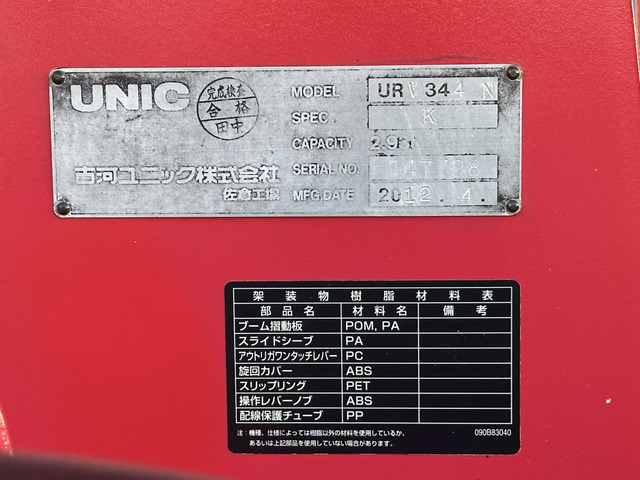 UNIC
完成検査
合格
田中
MODEL URV344N
SPEC. K
CAPACITY 2.9t
SERIAL NO.
MFG.DATE 2012.4.
古河ユニック株式会社
佐倉工場
架装物樹脂材料表
部品名 材料名 備考
ブーム摺動板 POM, PA
スライドシーブ PA
アウトリガワンタッチレバー PC
旋回カバー ABS
スリップリング PET
操作レバーノブ ABS
配線保護チューブ PP
注：機種、仕様によっては樹脂以外の材料を使用しているか、
あるいは上記部品を使用していない場合があります。
090B83040